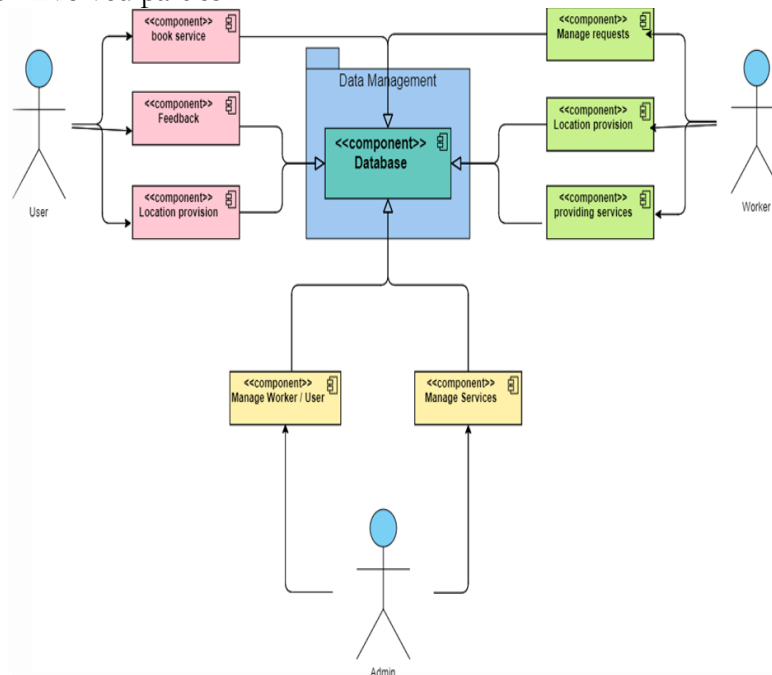 <<component>>
book service
<<component>>
Feedback
<<component>>
Location provision
User
Data Management
<<component>>
Database
<<component>>
Manage requests
<<component>>
Location provision
<<component>>
providing services
Worker
<<component>>
Manage Worker / User
<<component>>
Manage Services
Admin